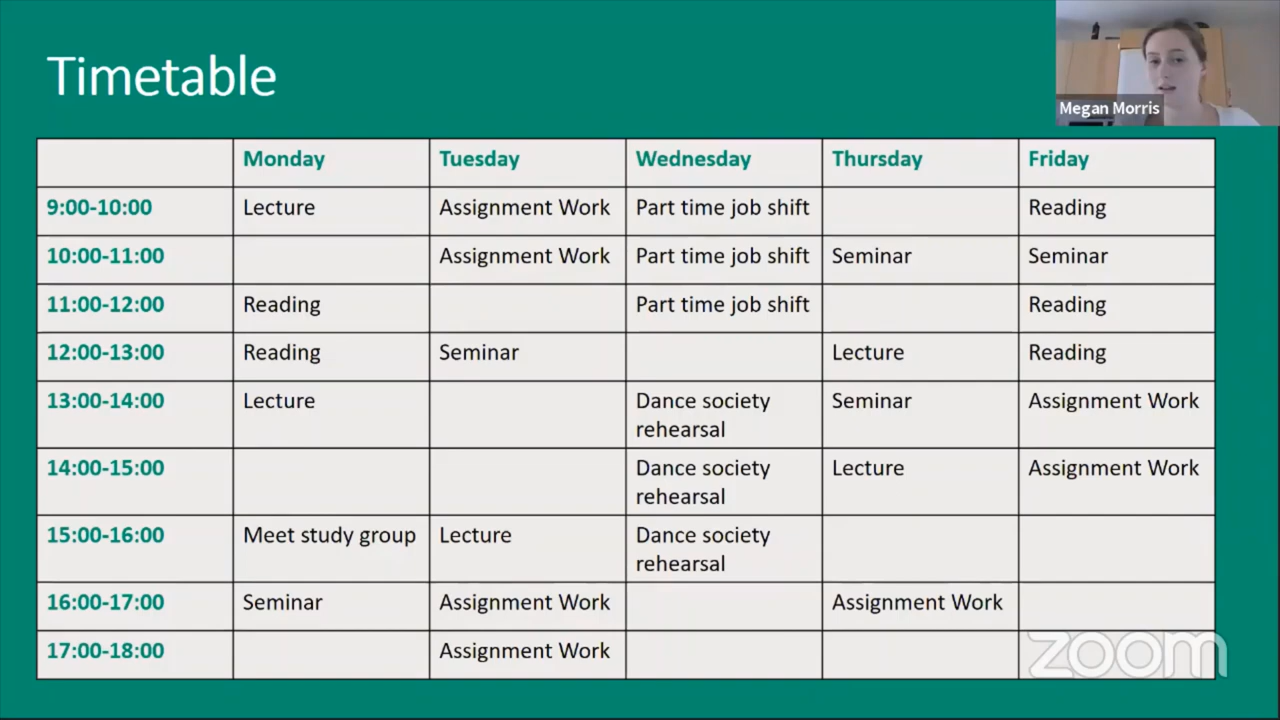 Timetable
Megan Morris
Monday Tuesday Wednesday Thursday Friday
9:00-10:00 Lecture Assignment Work Part time job shift Reading
10:00-11:00 Assignment Work Part time job shift Seminar Seminar
11:00-12:00 Reading Part time job shift Reading
12:00-13:00 Reading Seminar Lecture Reading
13:00-14:00 Lecture Dance society Seminar Assignment Work
rehearsal
14:00-15:00 Dance society Lecture Assignment Work
rehearsal
15:00-16:00 Meet study group Lecture Dance society
rehearsal
16:00-17:00 Seminar Assignment Work Assignment Work
17:00-18:00 Assignment Work
zoom